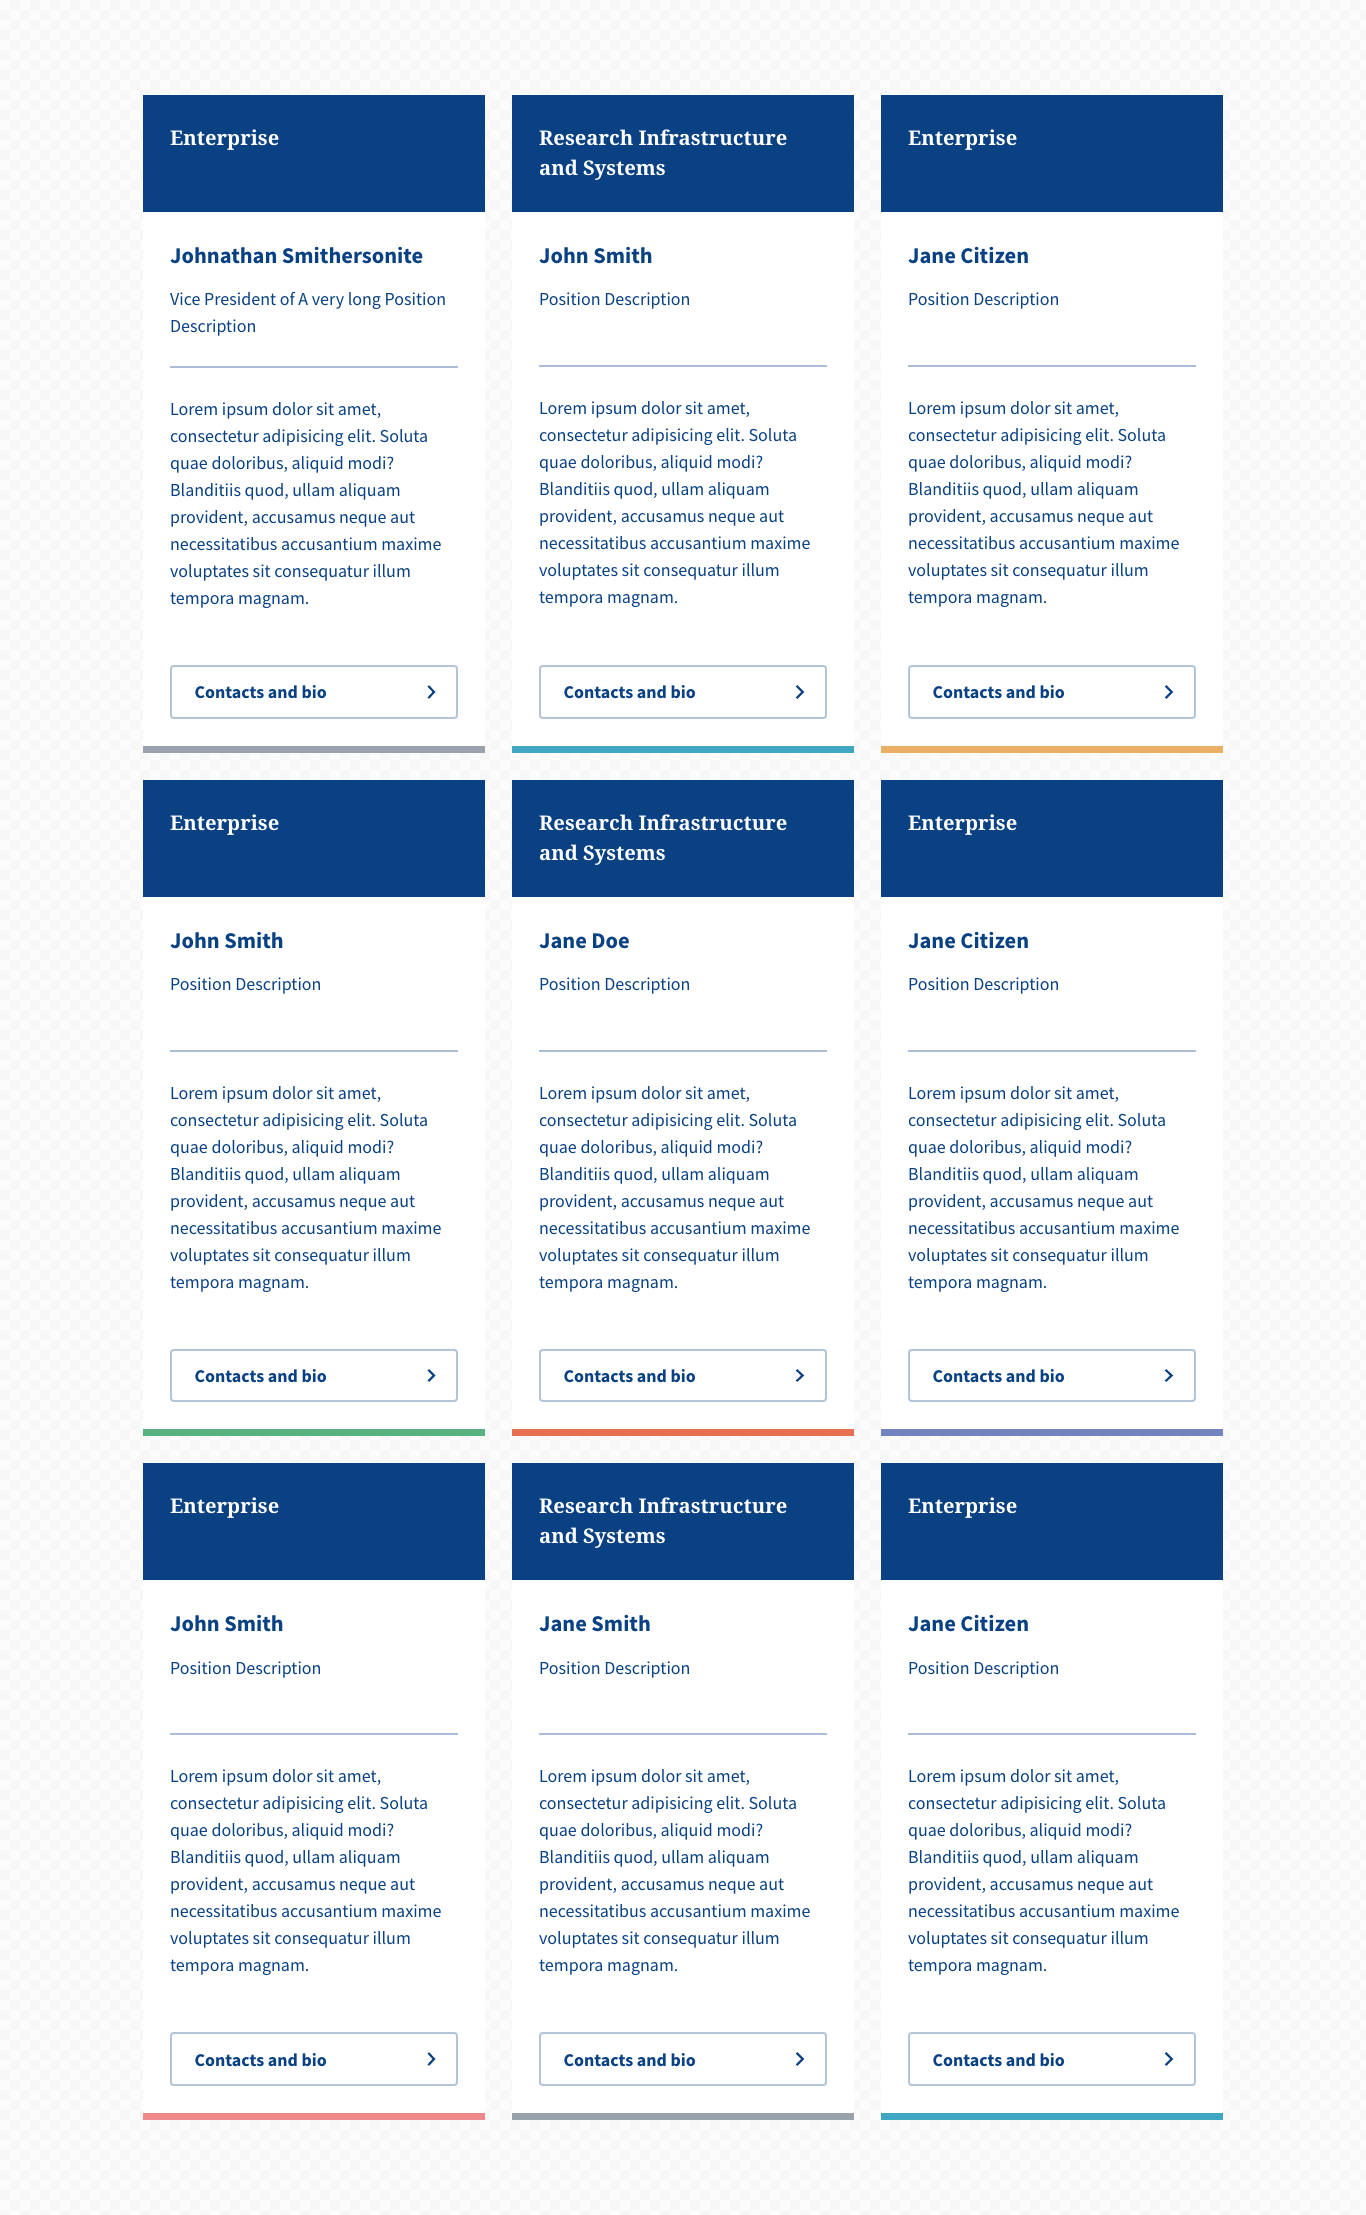 Enterprise
Johnathan Smithersonite
Vice President of A very long Position
Description
Lorem ipsum dolor sit amet,
consectetur adipisicing elit. Soluta
quae doloribus, aliquid modi?
Blanditiis quod, ullam aliquam
provident, accusamus neque aut
necessitatibus accusantium maxime
voluptates sit consequatur illum
tempora magnam.
Contacts and bio
Research Infrastructure
and Systems
John Smith
Position Description
Lorem ipsum dolor sit amet,
consectetur adipisicing elit. Soluta
quae doloribus, aliquid modi?
Blanditiis quod, ullam aliquam
provident, accusamus neque aut
necessitatibus accusantium maxime
voluptates sit consequatur illum
tempora magnam.
Contacts and bio
Enterprise
Jane Citizen
Position Description
Lorem ipsum dolor sit amet,
consectetur adipisicing elit. Soluta
quae doloribus, aliquid modi?
Blanditiis quod, ullam aliquam
provident, accusamus neque aut
necessitatibus accusantium maxime
voluptates sit consequatur illum
tempora magnam.
Contacts and bio
Enterprise
John Smith
Position Description
Lorem ipsum dolor sit amet,
consectetur adipisicing elit. Soluta
quae doloribus, aliquid modi?
Blanditiis quod, ullam aliquam
provident, accusamus neque aut
necessitatibus accusantium maxime
voluptates sit consequatur illum
tempora magnam.
Contacts and bio
Research Infrastructure
and Systems
Jane Doe
Position Description
Lorem ipsum dolor sit amet,
consectetur adipisicing elit. Soluta
quae doloribus, aliquid modi?
Blanditiis quod, ullam aliquam
provident, accusamus neque aut
necessitatibus accusantium maxime
voluptates sit consequatur illum
tempora magnam.
Contacts and bio
Enterprise
Jane Citizen
Position Description
Lorem ipsum dolor sit amet,
consectetur adipisicing elit. Soluta
quae doloribus, aliquid modi?
Blanditiis quod, ullam aliquam
provident, accusamus neque aut
necessitatibus accusantium maxime
voluptates sit consequatur illum
tempora magnam.
Contacts and bio
Enterprise
John Smith
Position Description
Lorem ipsum dolor sit amet,
consectetur adipisicing elit. Soluta
quae doloribus, aliquid modi?
Blanditiis quod, ullam aliquam
provident, accusamus neque aut
necessitatibus accusantium maxime
voluptates sit consequatur illum
tempora magnam.
Contacts and bio
Research Infrastructure
and Systems
Jane Smith
Position Description
Lorem ipsum dolor sit amet,
consectetur adipisicing elit. Soluta
quae doloribus, aliquid modi?
Blanditiis quod, ullam aliquam
provident, accusamus neque aut
necessitatibus accusantium maxime
voluptates sit consequatur illum
tempora magnam.
Contacts and bio
Enterprise
Jane Citizen
Position Description
Lorem ipsum dolor sit amet,
consectetur adipisicing elit. Soluta
quae doloribus, aliquid modi?
Blanditiis quod, ullam aliquam
provident, accusamus neque aut
necessitatibus accusantium maxime
voluptates sit consequatur illum
tempora magnam.
Contacts and bio